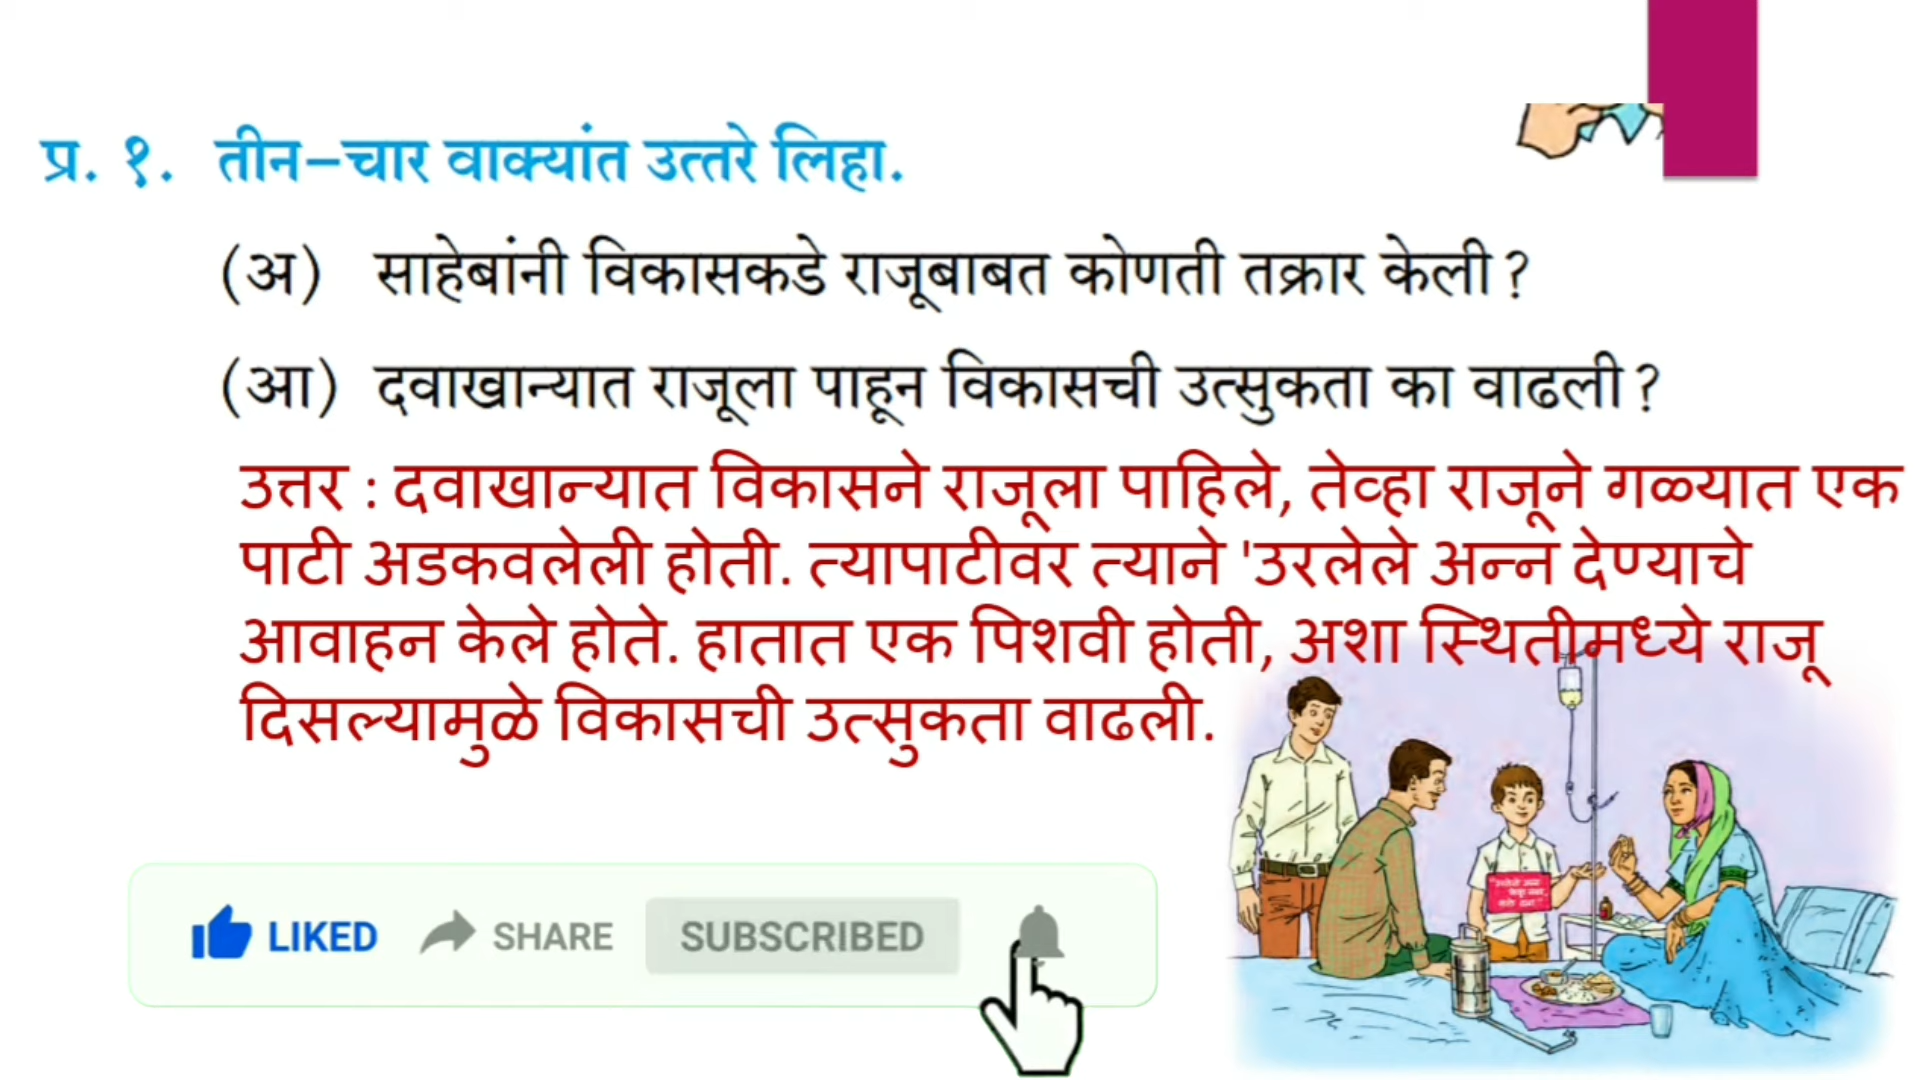 प्र. १. तीन-चार वाक्यांत उत्तरे लिहा.
(अ) साहेबांनी विकासकडे राजूबाबत कोणती तक्रार केली?
(आ) दवाखान्यात राजूला पाहून विकासची उत्सुकता का वाढली?
उत्तर : दवाखान्यात विकासने राजूला पाहिले, तेव्हा राजूने गळ्यात एक
पाटी अडकवलेली होती. त्यापाटीवर त्याने 'उरलेले अन्न देण्याचे
आवाहन केले होते. हातात एक पिशवी होती, अशा स्थितीमध्ये राजू
दिसल्यामुळे विकासची उत्सुकता वाढली.
LIKED SHARE SUBSCRIBED